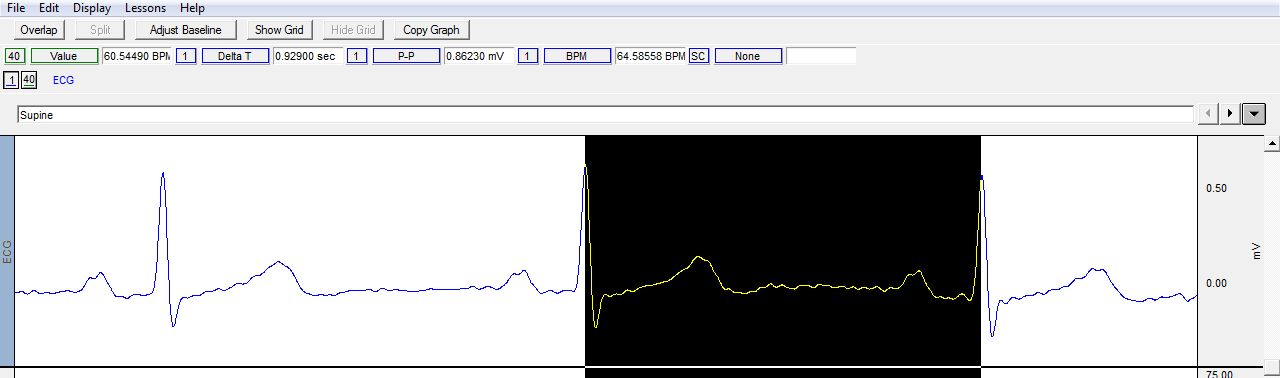 File Edit Display Lessons Help
Overlap Split Adjust Baseline Show Grid Hide Grid Copy Graph
40 Value 60.54490 BPM 1 Delta T 0.92900 sec 1 P-P 0.86230 mV 1 BPM 64.58558 BPM SC None
1 40 ECG
Supine
ECG
0.50
mV
0.00
75.00